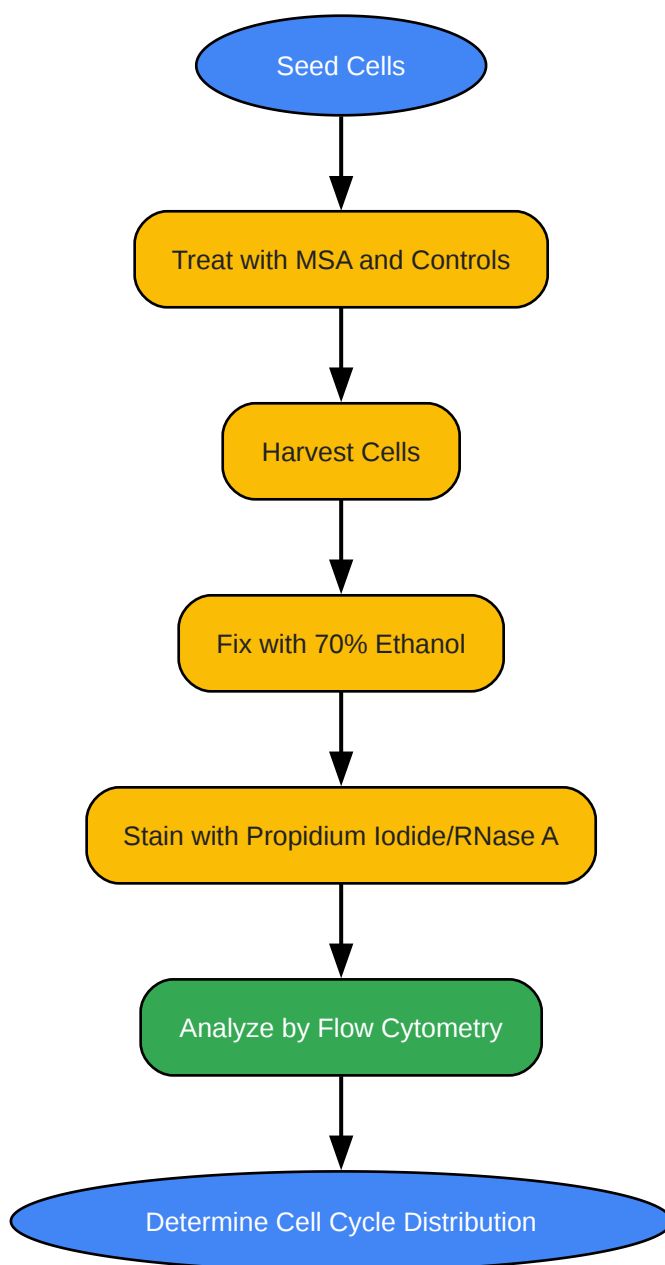 Seed Cells
Treat with MSA and Controls
Harvest Cells
Fix with 70% Ethanol
Stain with Propidium Iodide/RNase A
Analyze by Flow Cytometry
Determine Cell Cycle Distribution